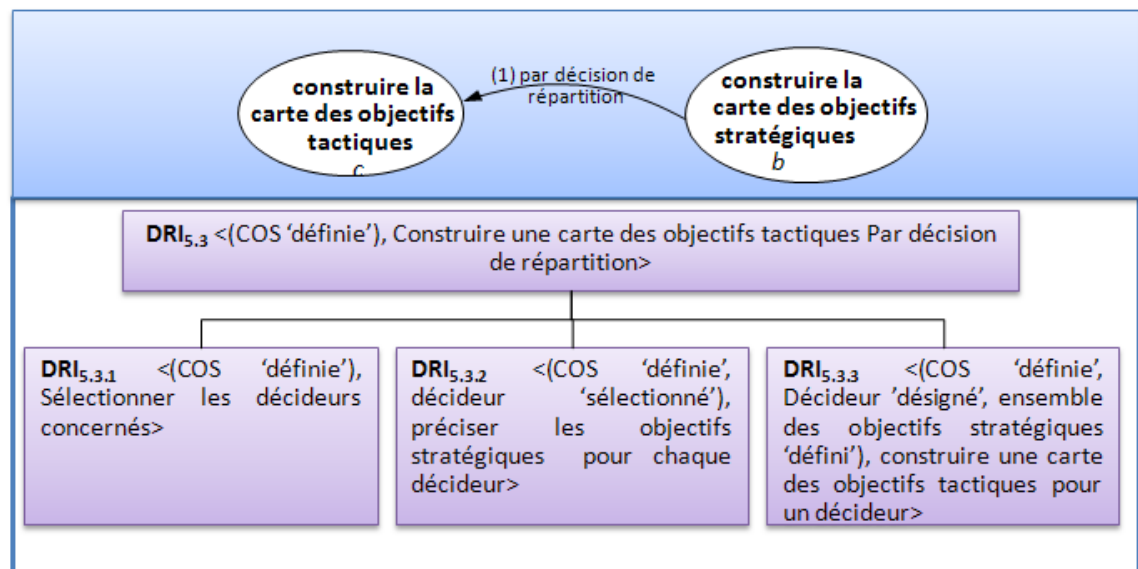 construire la
carte des objectifs
tactiques
c
(1) par décision de
répartition
construire la
carte des objectifs
stratégiques
b
DRI5.3 <(COS ‘définie’), Construire une carte des objectifs tactiques Par décision
de répartition>
DRI5.3.1 <(COS ‘définie’),
Sélectionner les décideurs
concernés>
DRI5.3.2 <(COS ‘définie’,
décideur ‘sélectionné’),
préciser les objectifs
stratégiques pour chaque
décideur>
DRI5.3.3 <(COS ‘définie’,
Décideur ’désigné’, ensemble
des objectifs stratégiques
‘défini’), construire une carte
des objectifs tactiques pour
un décideur>